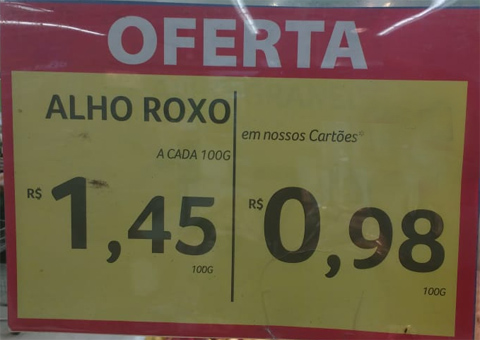 OFERTA
ALHO ROXO
A CADA 100G
R$ 1,45
100G
em nossos Cartões
R$ 0,98
100G